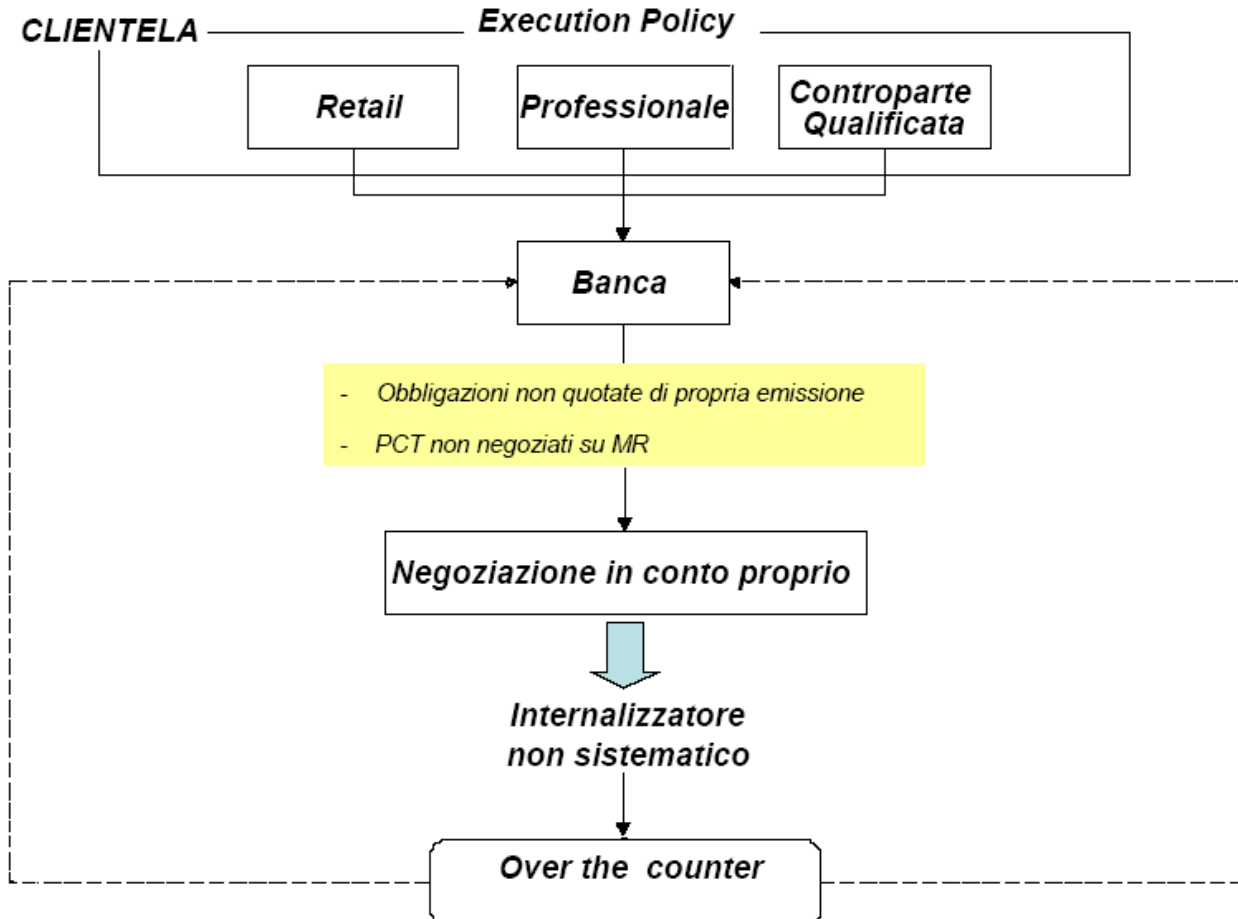 CLIENTELA
Execution Policy
Retail
Professionale
Controparte
Qualificata
Banca
- Obbligazioni non quotate di propria emissione
- PCT non negoziati su MR
Negoziazione in conto proprio
Internalizzatore
non sistematico
Over the counter